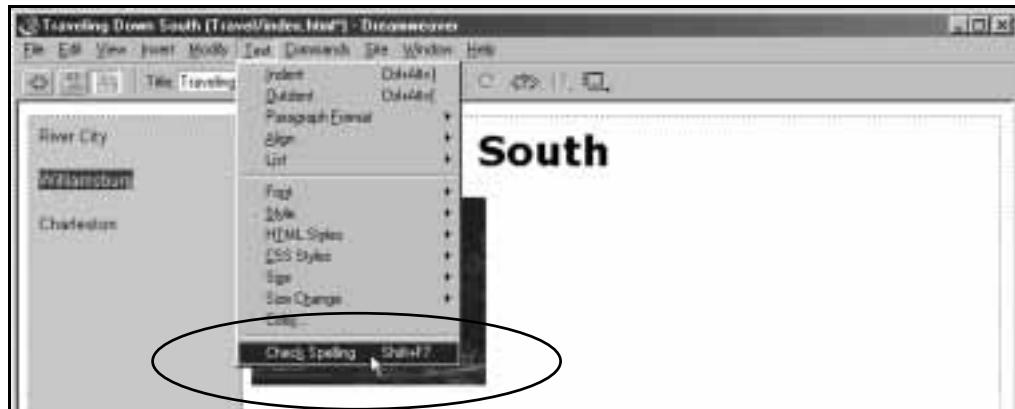 Traveling Down South (Travel/index.html*) - Dreamweaver
File Edit View Insert Modify Text Commands Site Window Help
Title: Traveling
Indent Ctrl+Alt+]
Outdent Ctrl+Alt+[
Paragraph Format
Align
List
Font
Style
HTML Styles
CSS Styles
Size
Size Change
Color...
Check Spelling Shift+F7
River City
Williamsburg
Charleston
South